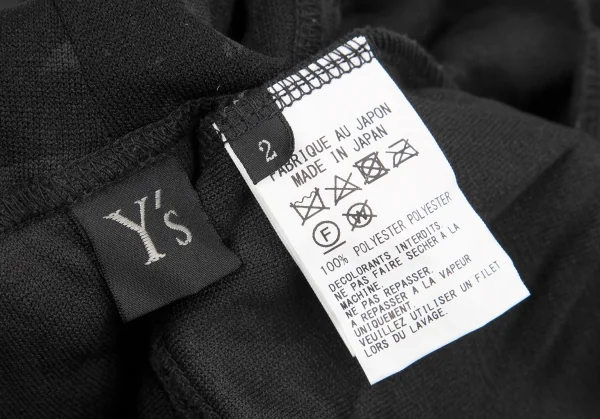 Y's
2
FABRIQUE AU JAPON
MADE IN JAPAN
F
W
100% POLYESTER POLYESTER
DECOLORANTS INTERDITS.
NE PAS FAIRE SECHER À LA
MACHINE.
NE PAS REPASSER.
A REPASSER A LA VAPEUR
UNIQUEMENT.
VEUILLEZ UTILISER UN FILET
LORS DU LAVAGE.